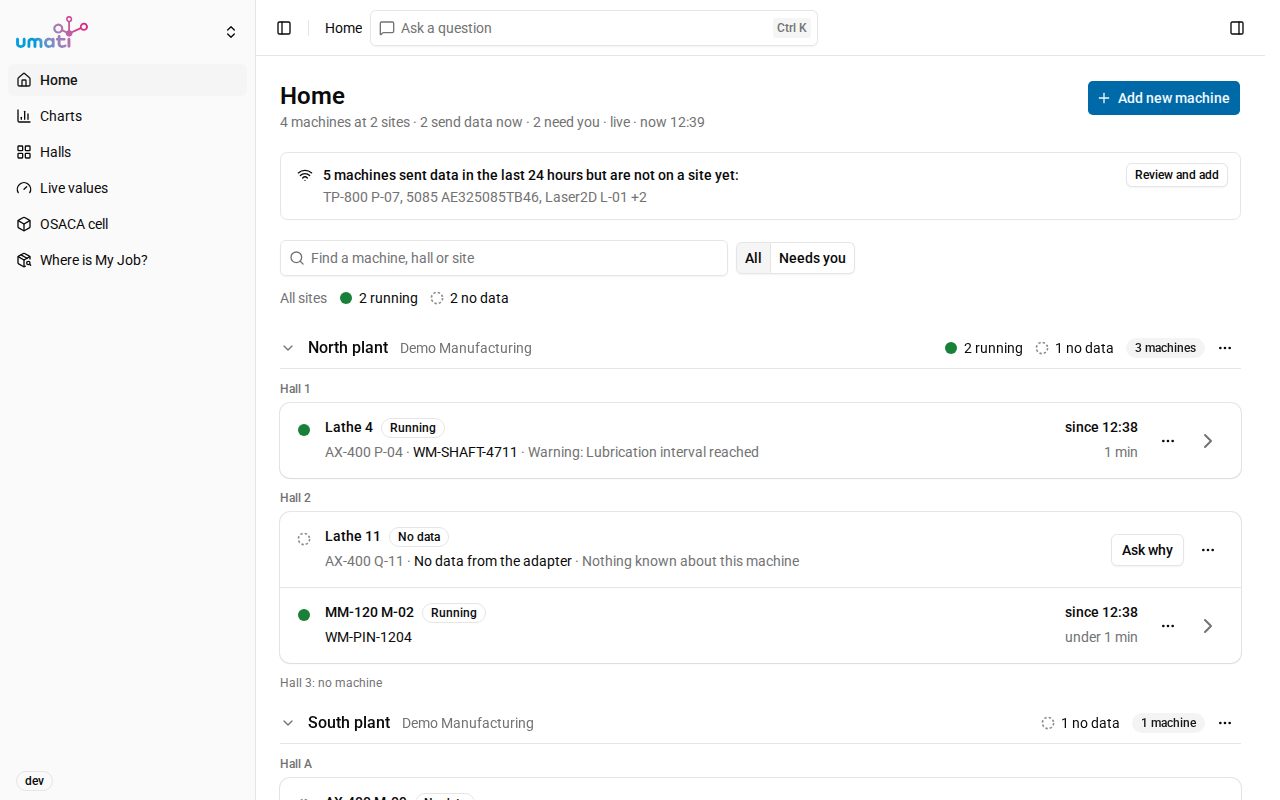 umati
Home
Charts
Halls
Live values
OSACA cell
Where is My Job?
dev
Home
Ask a question
Ctrl K
Home
Add new machine
4 machines at 2 sites · 2 send data now · 2 need you · live · now 12:39
5 machines sent data in the last 24 hours but are not on a site yet:
Review and add
TP-800 P-07, 5085 AE325085TB46, Laser2D L-01 +2
Find a machine, hall or site
All
Needs you
All sites
2 running
2 no data
North plant
Demo Manufacturing
2 running
1 no data
3 machines
Hall 1
Lathe 4
Running
since 12:38
AX-400 P-04 · WM-SHAFT-4711 · Warning: Lubrication interval reached
1 min
Hall 2
Lathe 11
No data
AX-400 Q-11 · No data from the adapter · Nothing known about this machine
Ask why
MM-120 M-02
Running
since 12:38
WM-PIN-1204
under 1 min
Hall 3: no machine
South plant
Demo Manufacturing
1 no data
1 machine
Hall A